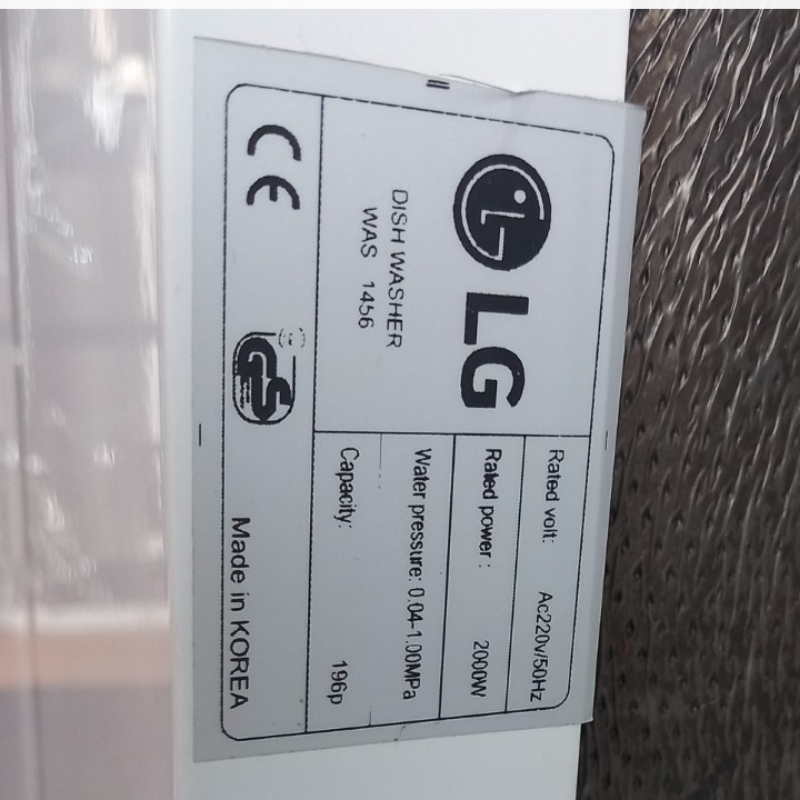 LG
DISH WASHER
WAS 1456
Rated volt: Ac220v/50Hz
Rated power : 2000W
Water pressure: 0.04-1.00MPa
Capacity: 196p
CE
GS
Made in KOREA